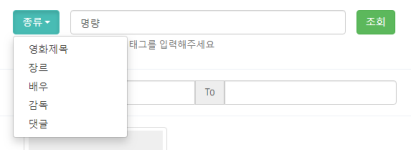 종류 명량 조회
태그를 입력해주세요
영화제목
장르
배우
감독
댓글
To